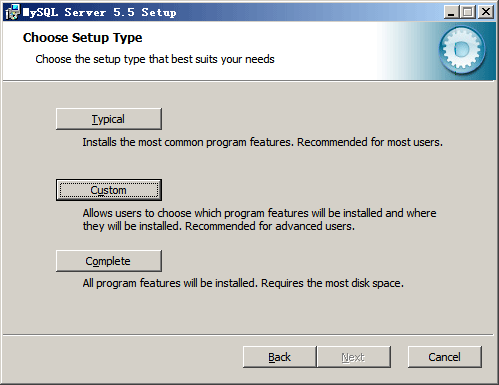 MySQL Server 5.5 Setup
Choose Setup Type
Choose the setup type that best suits your needs
Typical
Installs the most common program features. Recommended for most users.
Custom
Allows users to choose which program features will be installed and where
they will be installed. Recommended for advanced users.
Complete
All program features will be installed. Requires the most disk space.
Back Next Cancel